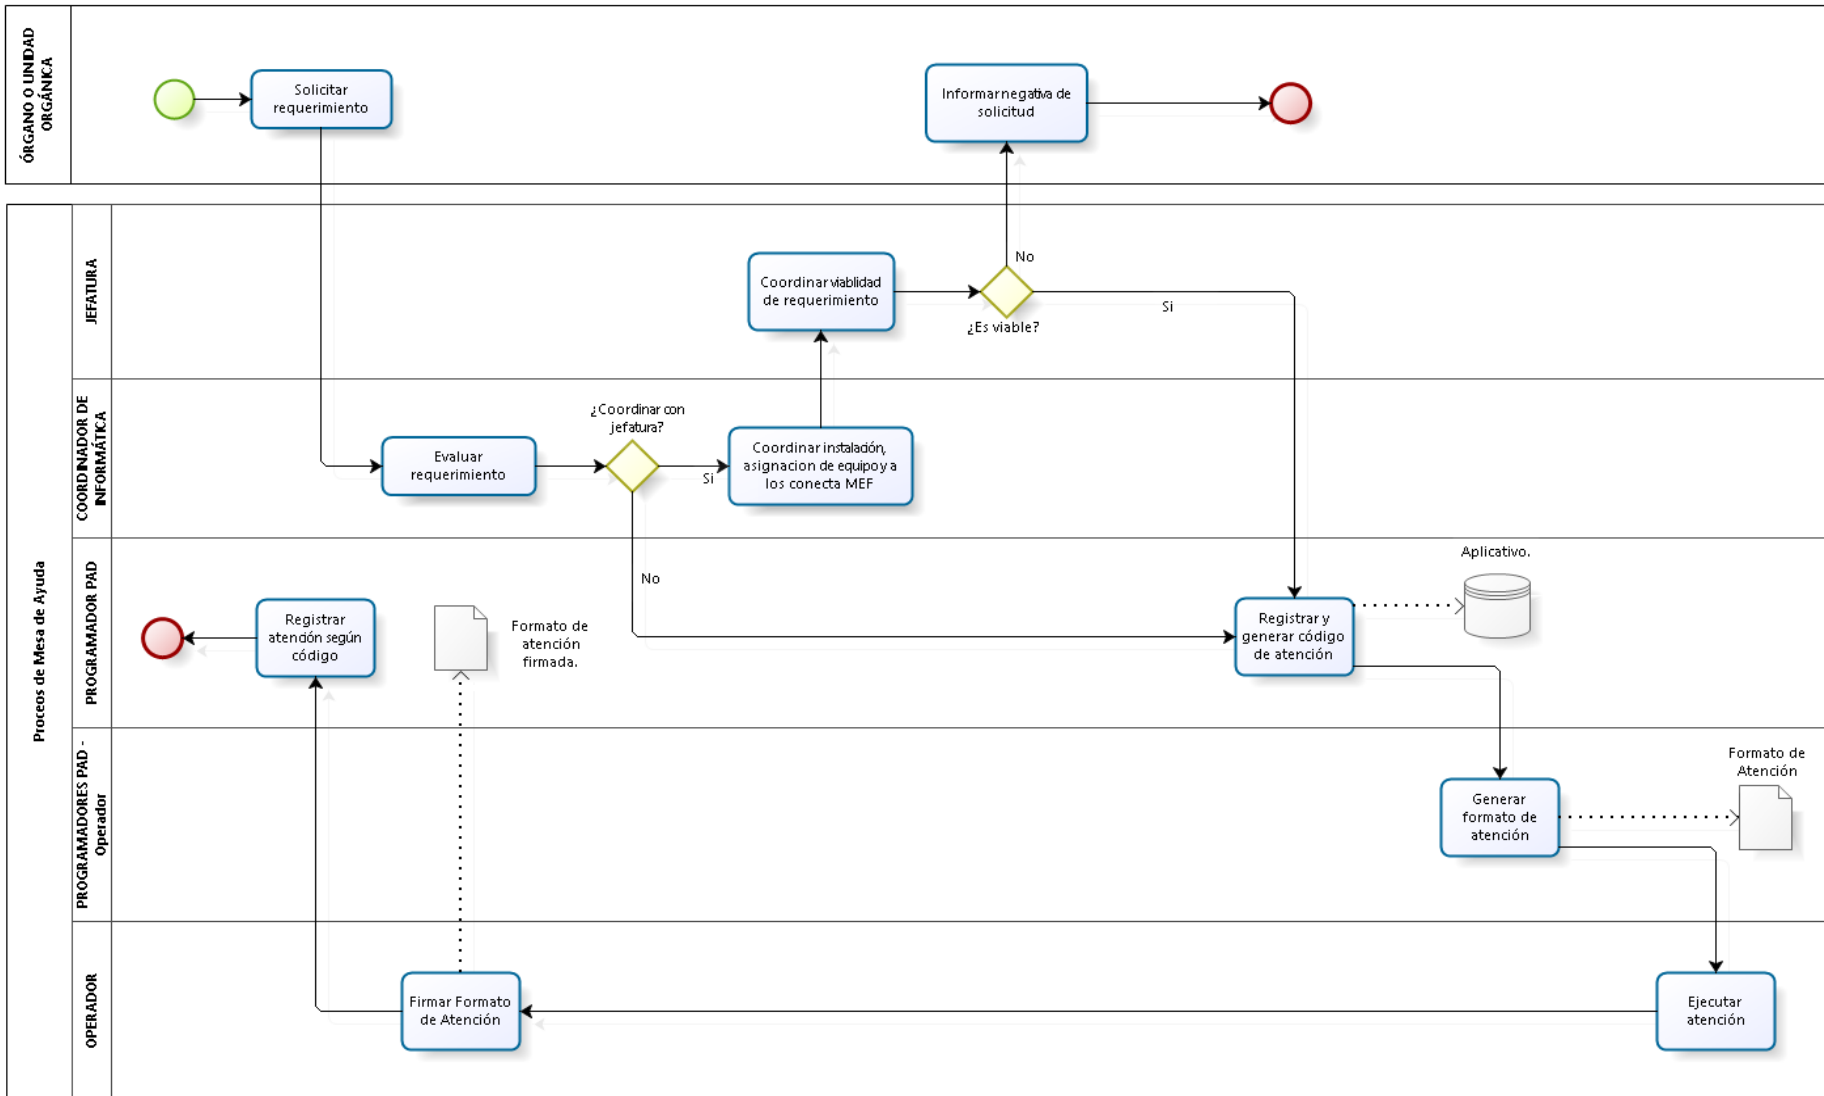 ÓRGANO O UNIDAD
ORGÁNICA
Solicitar
requerimiento
Informar negativa de
solicitud
Proceos de Mesa de Ayuda
JEFATURA
Coordinar viablidad
de requerimiento
No
¿Es viable?
Si
COORDINADOR DE
INFORMÁTICA
Evaluar
requerimiento
¿Coordinar con
jefatura?
Si
Coordinar instalación,
asignacion de equipo y a
los conecta MEF
No
PROGRAMADOR PAD
Registrar
atención según
código
Formato de
atención
firmada.
Registrar y
generar código
de atención
Aplicativo.
PROGRAMADORES PAD -
Operador
Generar
formato de
atención
Formato de
Atención
OPERADOR
Firmar Formato
de Atención
Ejecutar
atención